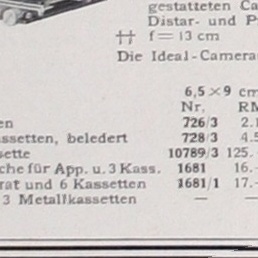 gestatteten Ca
Distar- und P
†† f = 13 cm
Die Ideal-Camera
6,5 × 9 cm
Nr. RM
en 726/3 2.
ssetten, beledert 728/3 4.5
sette 10789/3 125.
che für App. u. 3 Kass. 1681 16.-
rat und 6 Kassetten 1681/1 17.-
3 Metallkassetten — —